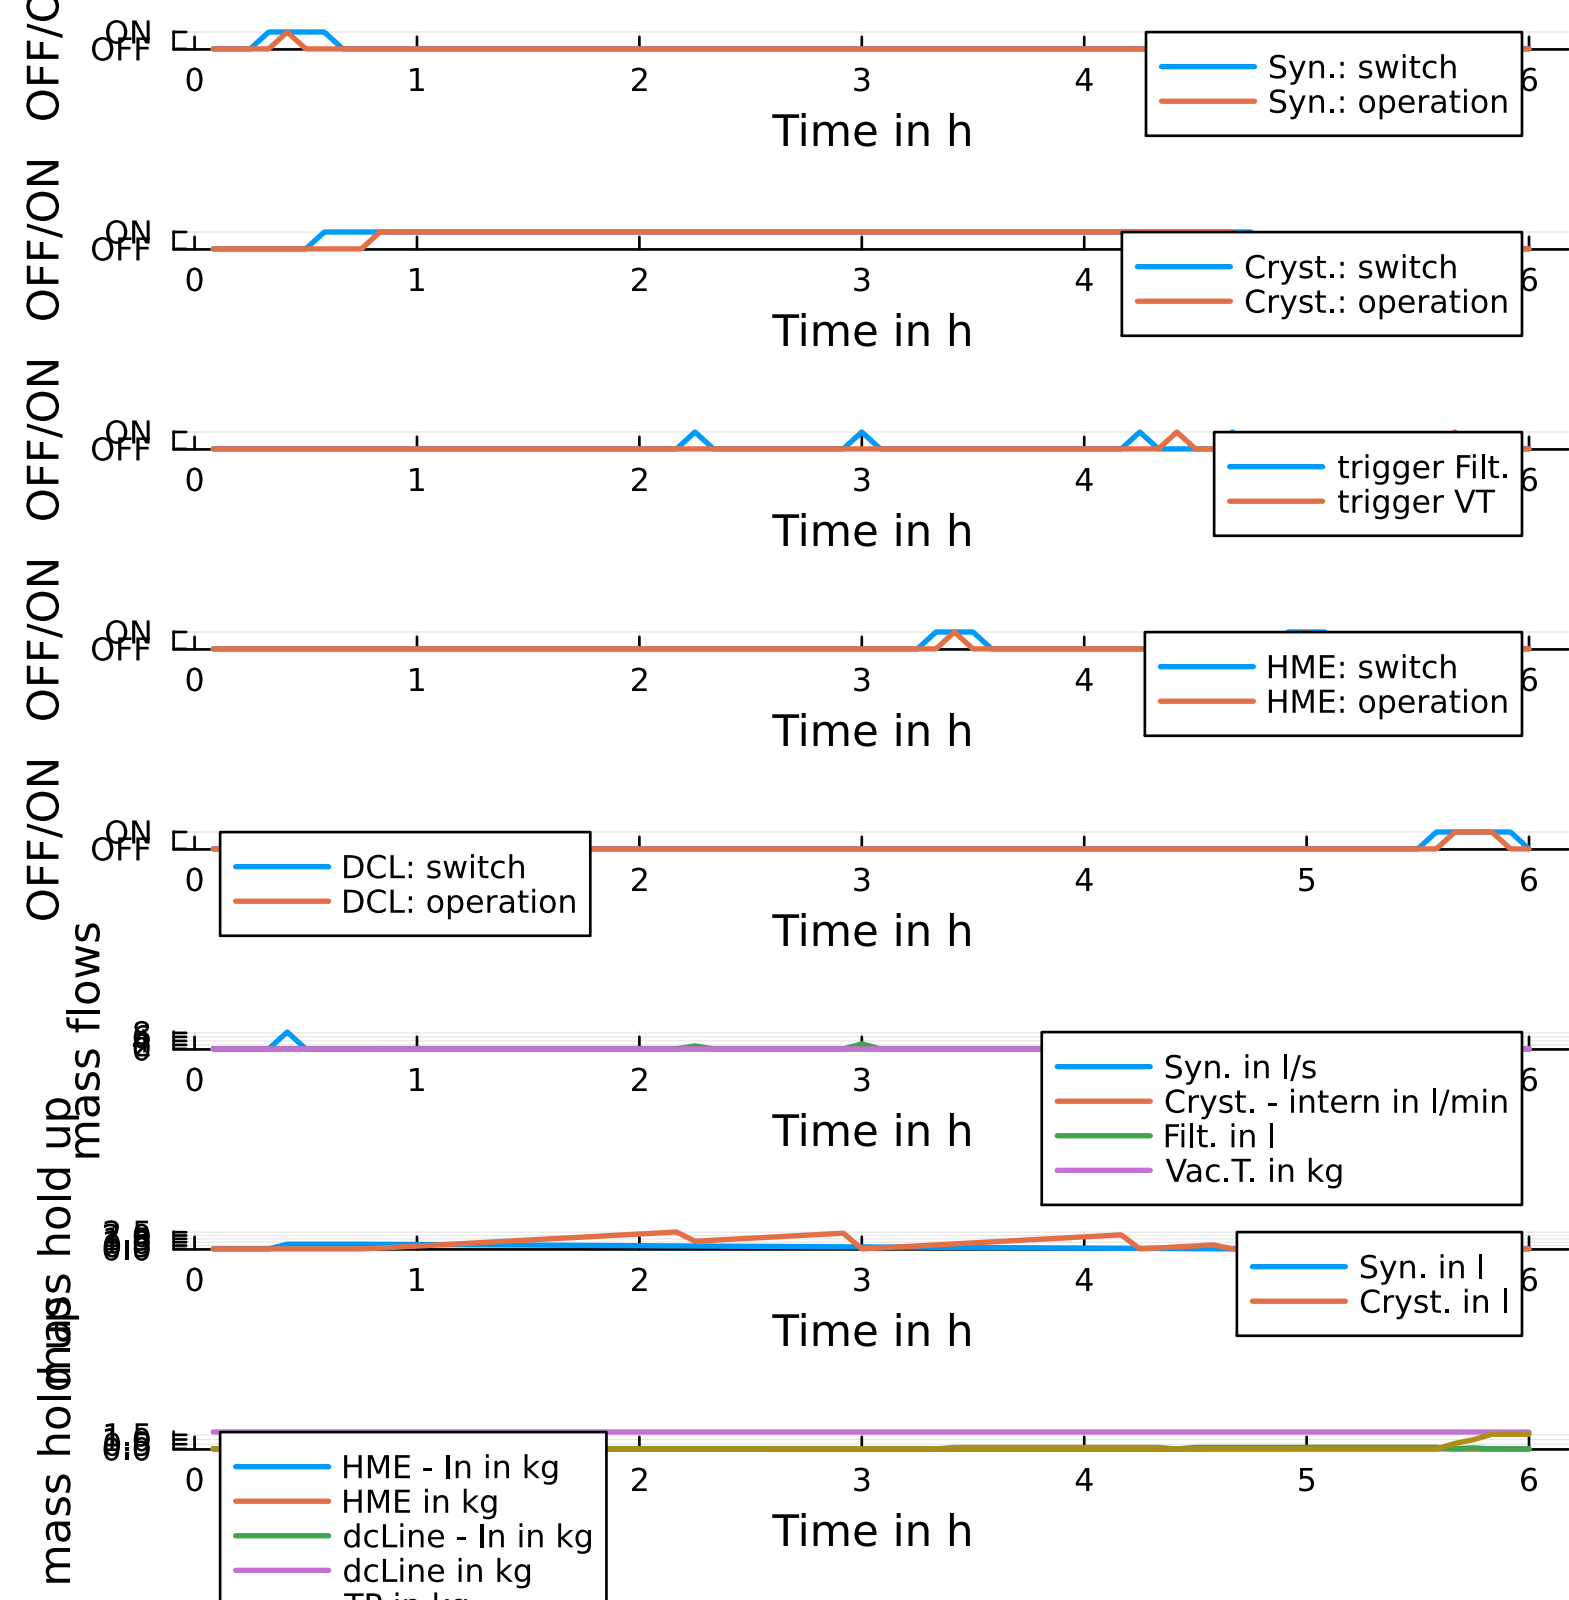 OFF/O
ON
OFF
0 1 2 3 4 6
Syn.: switch
Syn.: operation
Time in h
OFF/ON
ON
OFF
0 1 2 3 4 6
Cryst.: switch
Cryst.: operation
Time in h
OFF/ON
ON
OFF
0 1 2 3 4 6
trigger Filt.
trigger VT
Time in h
OFF/ON
ON
OFF
0 1 2 3 4 6
HME: switch
HME: operation
Time in h
OFF/ON
ON
OFF
0 2 3 4 5 6
DCL: switch
DCL: operation
Time in h
mass flows
0 1 2 3 6
Syn. in l/s
Cryst. - intern in l/min
Filt. in l
Vac.T. in kg
Time in h
mass hold up
0 1 2 3 4 6
Syn. in l
Cryst. in l
Time in h
mass hold ups
0 2 3 4 5 6
HME - In in kg
HME in kg
dcLine - In in kg
dcLine in kg
Time in h